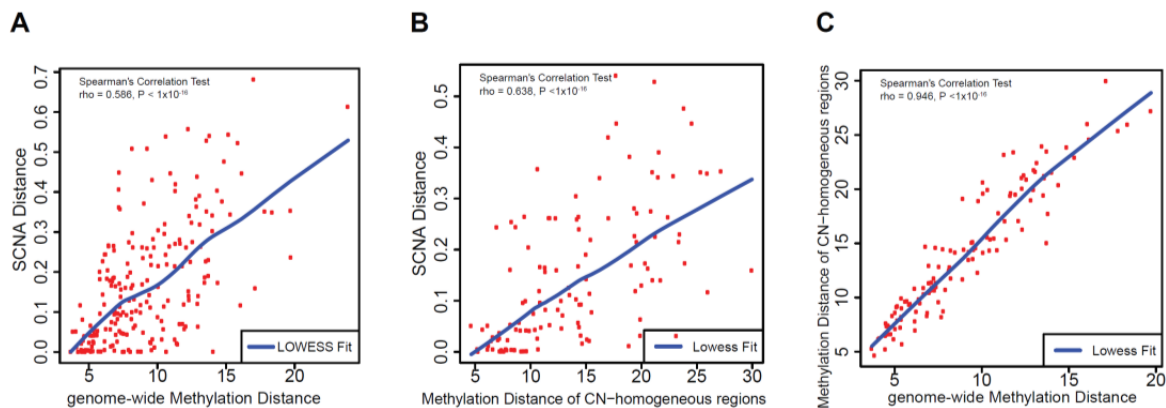 A
Spearman's Correlation Test
rho = 0.586, P < 1x10⁻¹⁶
SCNA Distance
0.7
0.6
0.5
0.4
0.3
0.2
0.1
0.0
5
10
15
20
LOWESS Fit
genome-wide Methylation Distance
B
Spearman's Correlation Test
rho = 0.638, P <1x10⁻¹⁶
SCNA Distance
0.5
0.4
0.3
0.2
0.1
0.0
5
10
15
20
25
30
Lowess Fit
Methylation Distance of CN−homogeneous regions
C
Spearman's Correlation Test
rho = 0.946, P <1x10⁻¹⁶
Methylation Distance of CN−homogeneous regions
30
25
20
15
10
5
5
10
15
20
Lowess Fit
genome-wide Methylation Distance